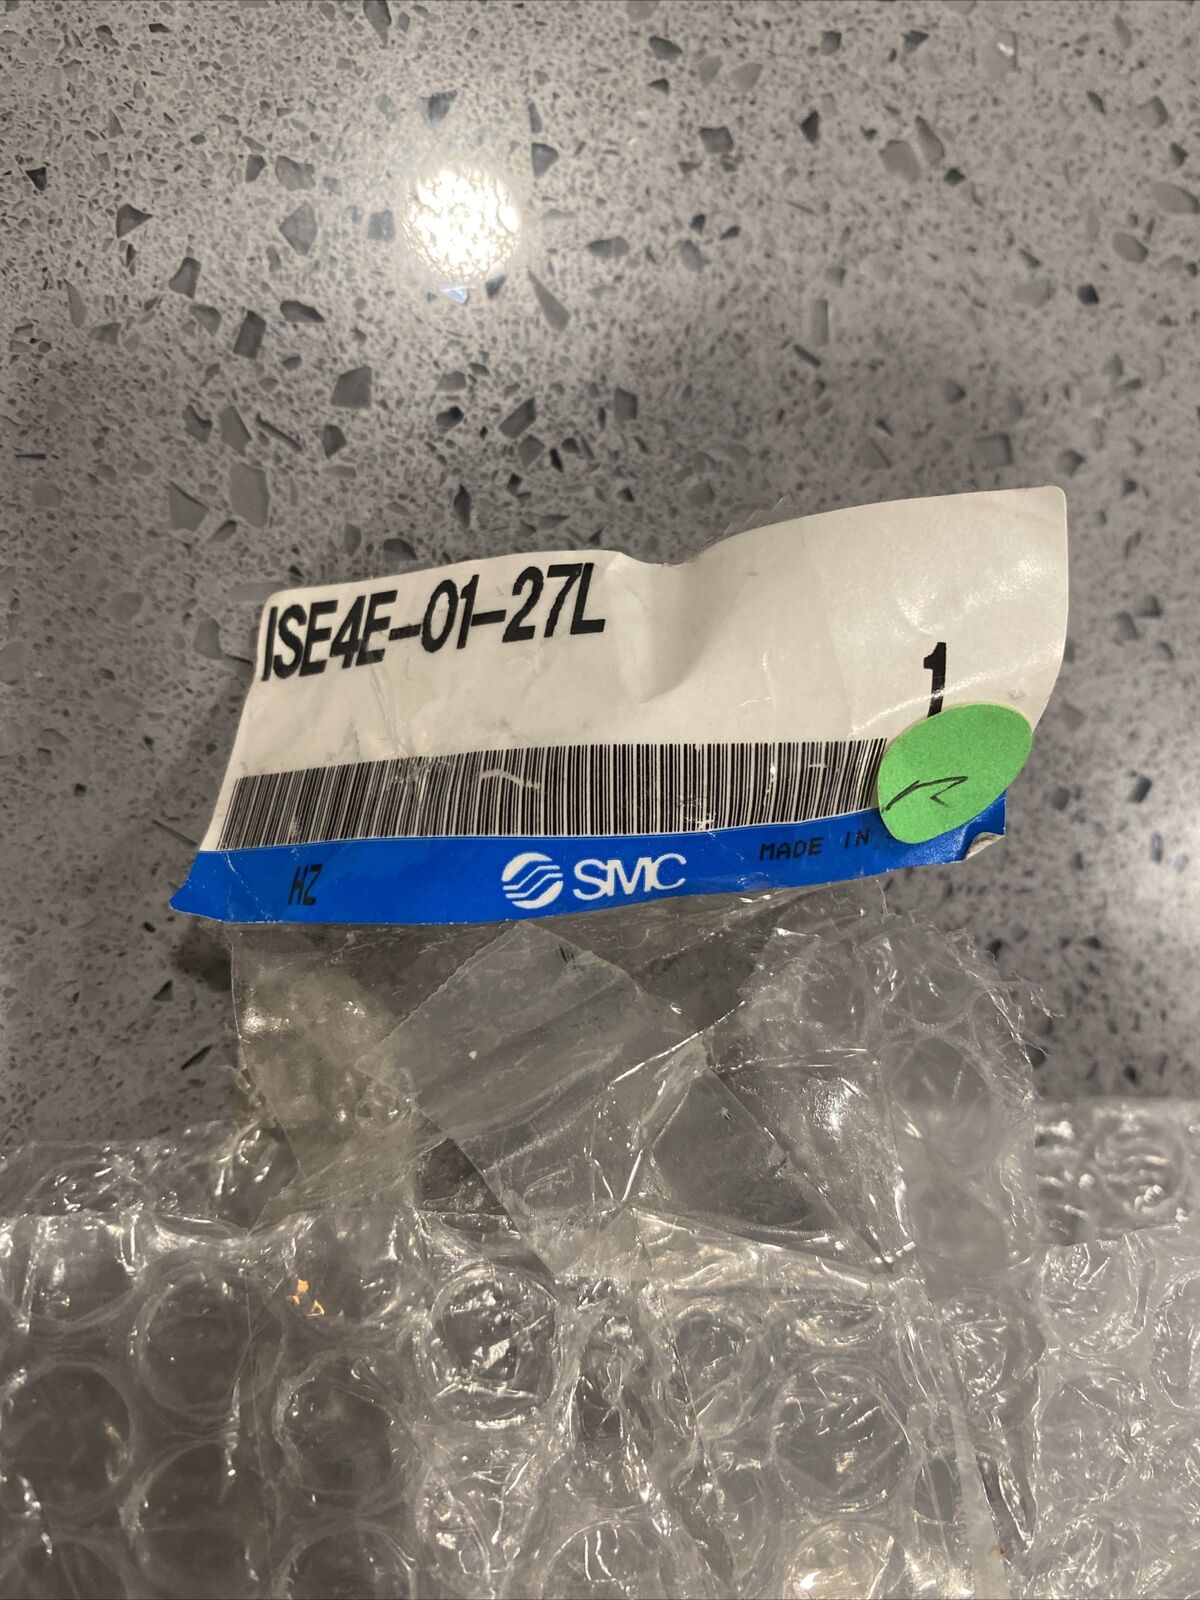 ISE4E-01-27L
1
HZ
SMC
MADE IN